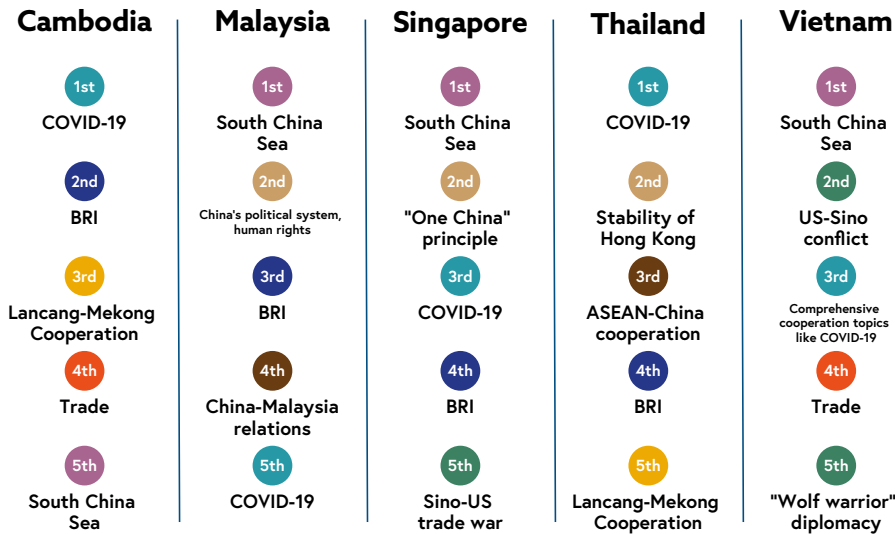 Cambodia
1st
COVID-19
2nd
BRI
3rd
Lancang-Mekong
Cooperation
4th
Trade
5th
South China
Sea
Malaysia
1st
South China
Sea
2nd
China's political system,
human rights
3rd
BRI
4th
China-Malaysia
relations
5th
COVID-19
Singapore
1st
South China
Sea
2nd
"One China"
principle
3rd
COVID-19
4th
BRI
5th
Sino-US
trade war
Thailand
1st
COVID-19
2nd
Stability of
Hong Kong
3rd
ASEAN-China
cooperation
4th
BRI
5th
Lancang-Mekong
Cooperation
Vietnam
1st
South China
Sea
2nd
US-Sino
conflict
3rd
Comprehensive
cooperation topics
like COVID-19
4th
Trade
5th
"Wolf warrior"
diplomacy